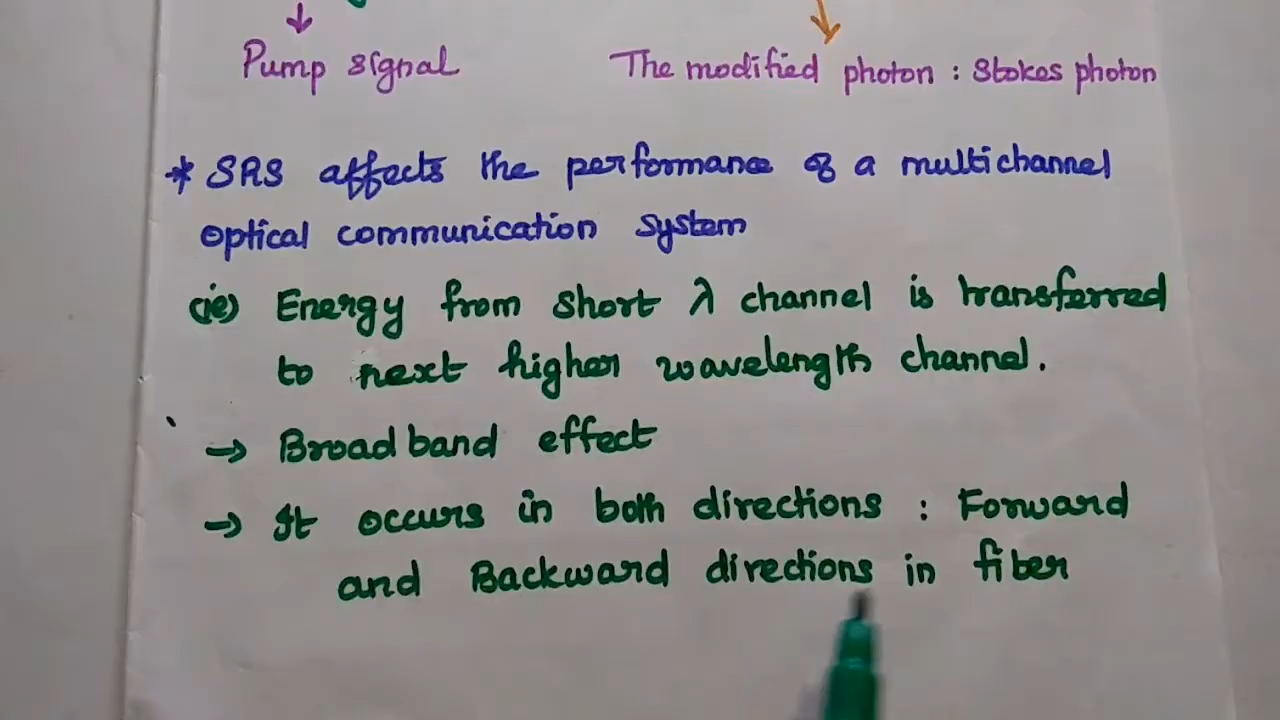 Pump signal
The modified photon : Stokes photon
* SRS affects the performance of a multichannel
optical communication system
(ie) Energy from short λ channel is transferred
to next higher wavelength channel.
→ Broad band effect
→ It occurs in both directions : Forward
and Backward directions in fiber